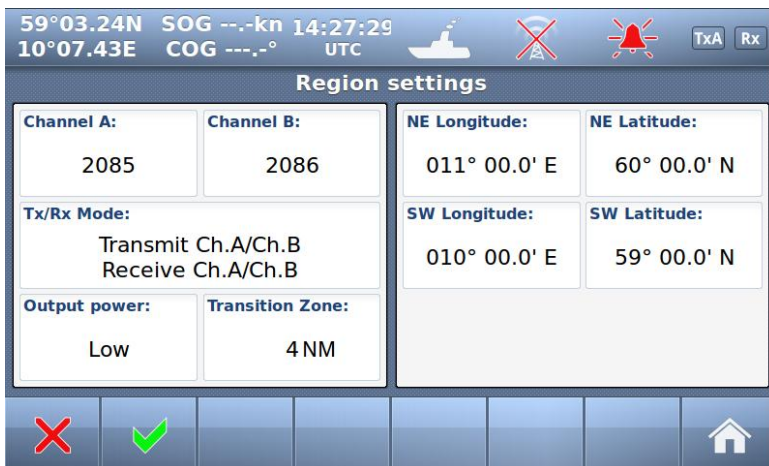 59°03.24N SOG --.-kn 14:27:29
10°07.43E COG ---.-° UTC
TxA Rx
Region settings
Channel A: Channel B: NE Longitude: NE Latitude:
2085 2086 011° 00.0' E 60° 00.0' N
Tx/Rx Mode: SW Longitude: SW Latitude:
Transmit Ch.A/Ch.B
Receive Ch.A/Ch.B
010° 00.0' E 59° 00.0' N
Output power: Transition Zone:
Low 4 NM